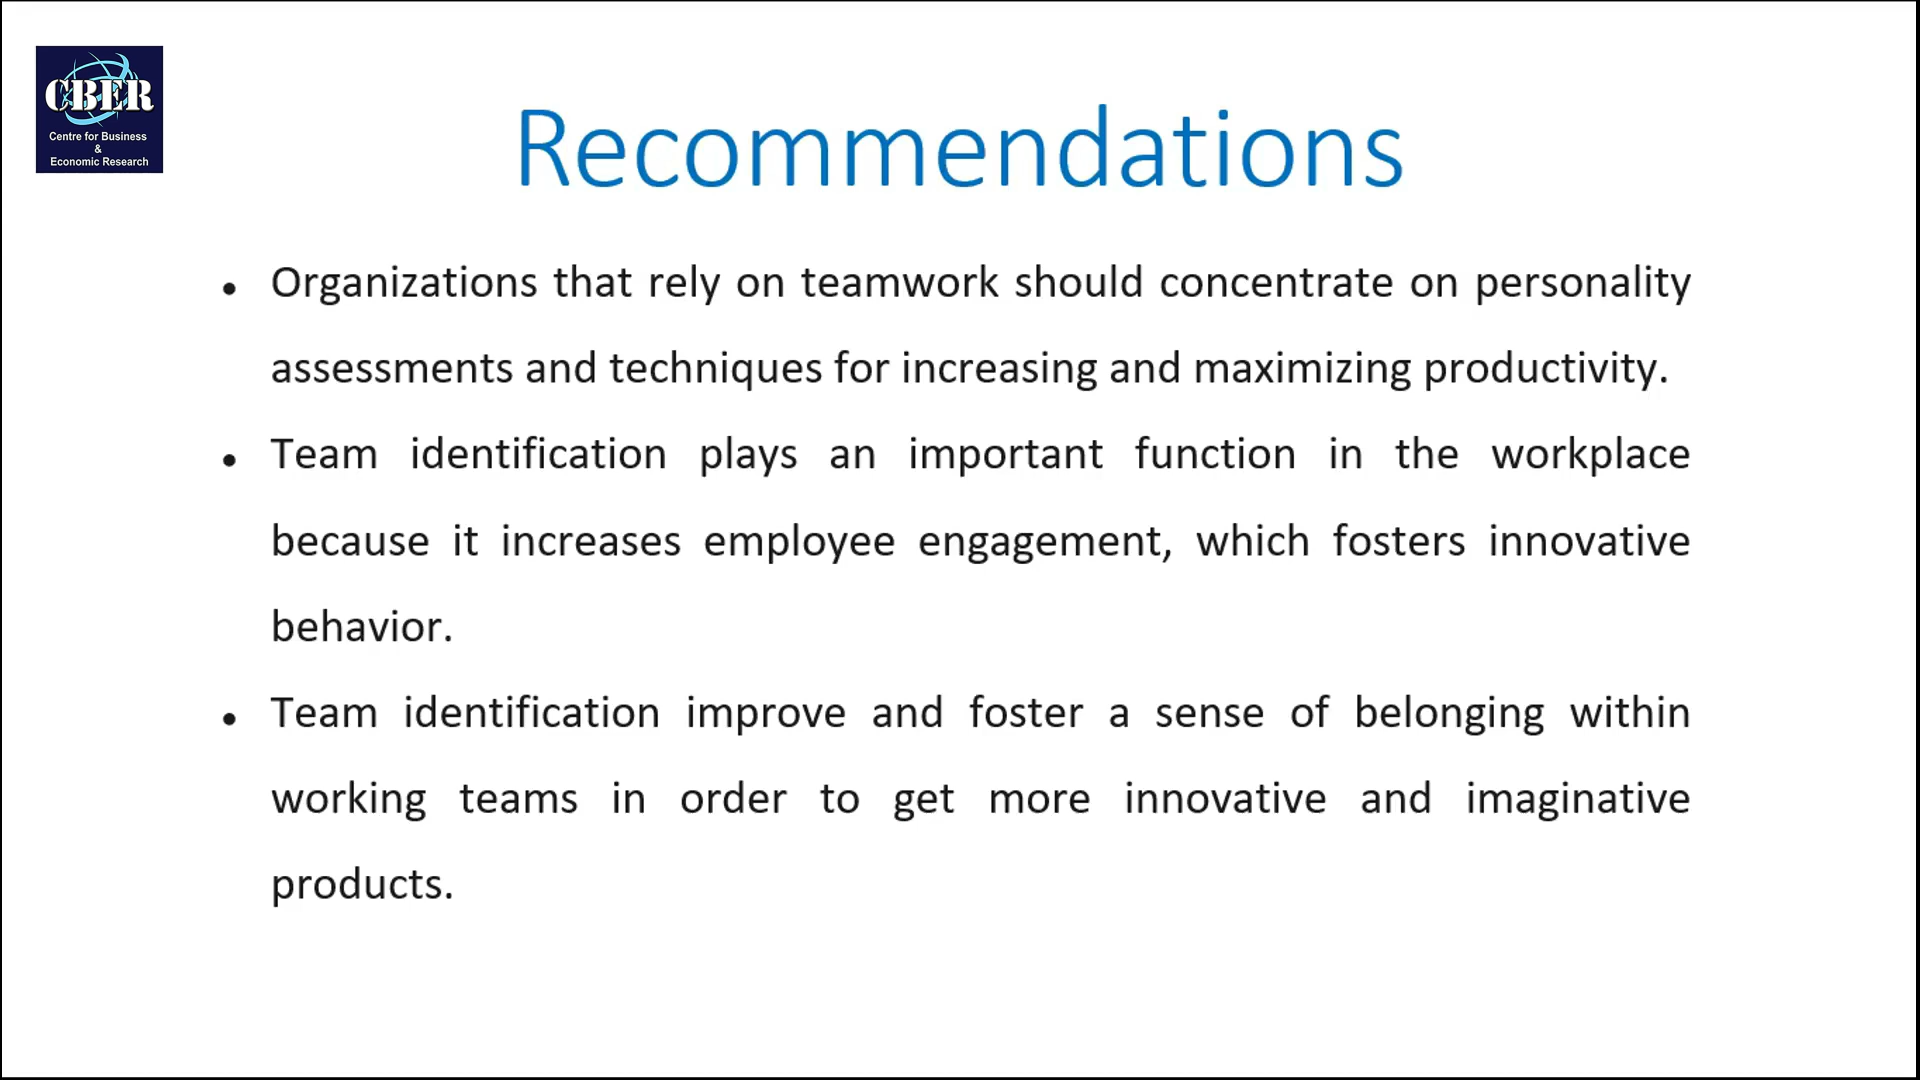 CBER
Centre for Business
&
Economic Research
Recommendations
• Organizations that rely on teamwork should concentrate on personality
assessments and techniques for increasing and maximizing productivity.
• Team identification plays an important function in the workplace
because it increases employee engagement, which fosters innovative
behavior.
• Team identification improve and foster a sense of belonging within
working teams in order to get more innovative and imaginative
products.